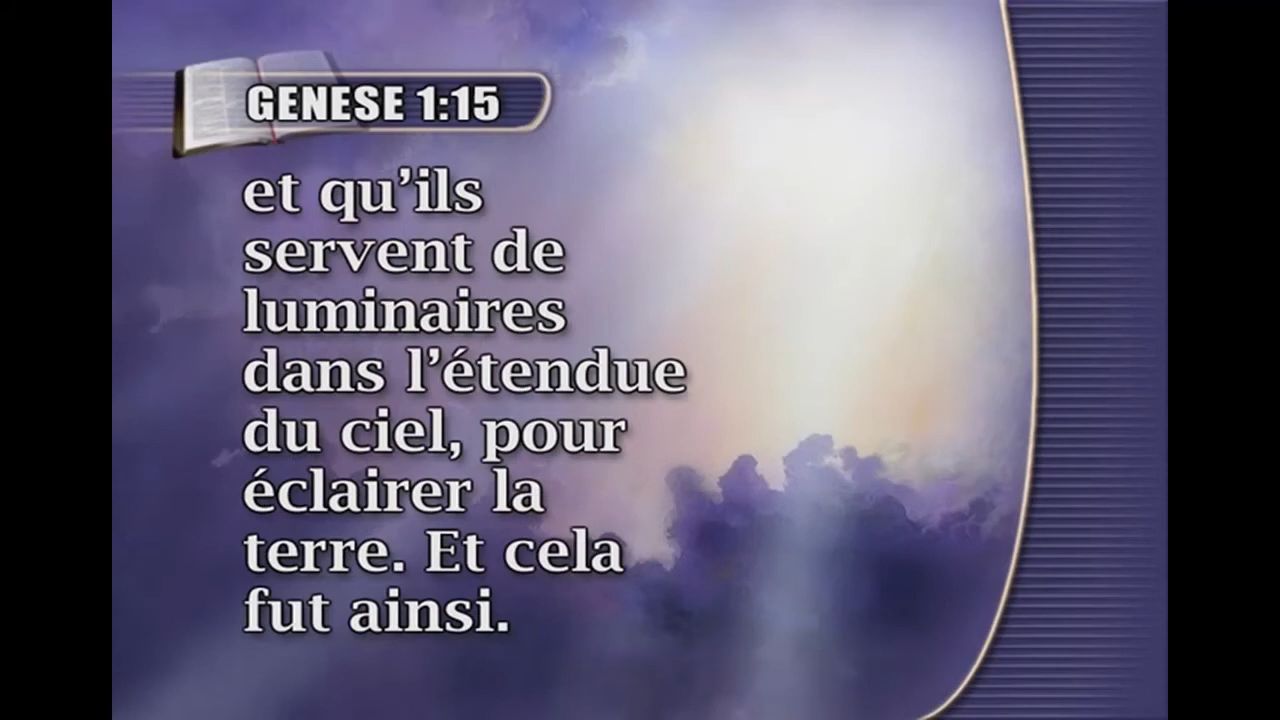 GENESE 1:15
et qu’ils
servent de
luminaires
dans l’étendue
du ciel, pour
éclairer la
terre. Et cela
fut ainsi.